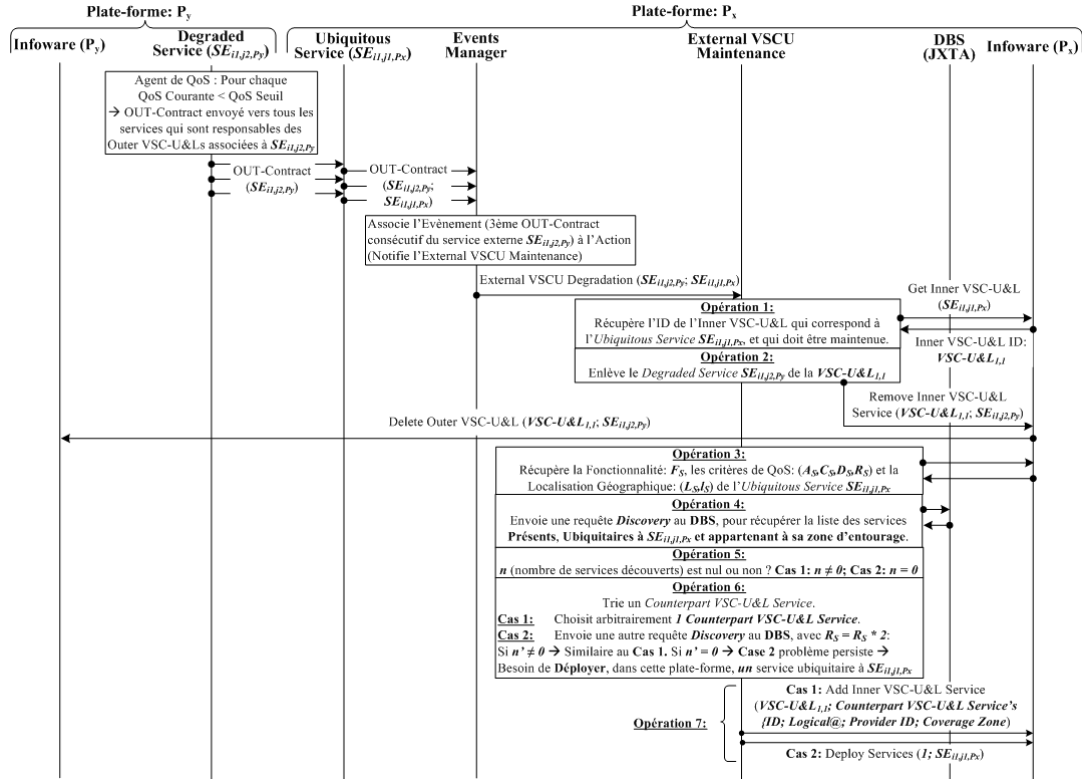 Plate-forme: Py
Plate-forme: Px
Infoware (Py)
Degraded
Service (SEi1,j2,Py)
Ubiquitous
Service (SEi1,j1,Px)
Events
Manager
External VSCU
Maintenance
DBS
(JXTA)
Infoware (Px)
Agent de QoS : Pour chaque
QoS Courante < QoS Seuil
→ OUT-Contract envoyé vers tous les
services qui sont responsables des
Outer VSC-U&Ls associées à SEi1,j2,Py
OUT-Contract
(SEi1,j2,Py)
OUT-Contract
(SEi1,j2,Py;
SEi1,j1,Px)
Associe l'Evènement (3ème OUT-Contract
consécutif du service externe SEi1,j2,Py) à l'Action
(Notifie l'External VSCU Maintenance)
External VSCU Degradation (SEi1,j2,Py; SEi1,j1,Px)
Get Inner VSC-U&L
(SEi1,j1,Px)
Opération 1:
Récupère l'ID de l'Inner VSC-U&L qui correspond à
l'Ubiquitous Service SEi1,j1,Px, et qui doit être maintenue.
Inner VSC-U&L ID:
VSC-U&L1,1
Opération 2:
Enlève le Degraded Service SEi1,j2,Py de la VSC-U&L1,1
Remove Inner VSC-U&L
Service (VSC-U&L1,1; SEi1,j2,Py)
Delete Outer VSC-U&L (VSC-U&L1,1; SEi1,j2,Py)
Opération 3:
Récupère la Fonctionnalité: FS, les critères de QoS: (AS,CS,DS,RS) et la
Localisation Géographique: (LS,lS) de l'Ubiquitous Service SEi1,j1,Px
Opération 4:
Envoie une requête Discovery au DBS, pour récupérer la liste des services
Présents, Ubiquitaires à SEi1,j1,Px et appartenant à sa zone d'entourage.
Opération 5:
n (nombre de services découverts) est nul ou non ? Cas 1: n ≠ 0; Cas 2: n = 0
Opération 6:
Trie un Counterpart VSC-U&L Service.
Cas 1: Choisit arbitrairement 1 Counterpart VSC-U&L Service.
Cas 2: Envoie une autre requête Discovery au DBS, avec RS = RS * 2:
Si n' ≠ 0 → Similaire au Cas 1. Si n' = 0 → Case 2 problème persiste →
Besoin de Déployer, dans cette plate-forme, un service ubiquitaire à SEi1,j1,Px
Opération 7:
Cas 1: Add Inner VSC-U&L Service
(VSC-U&L1,1; Counterpart VSC-U&L Service's
{ID; Logical@; Provider ID; Coverage Zone)
Cas 2: Deploy Services (1; SEi1,j1,Px)